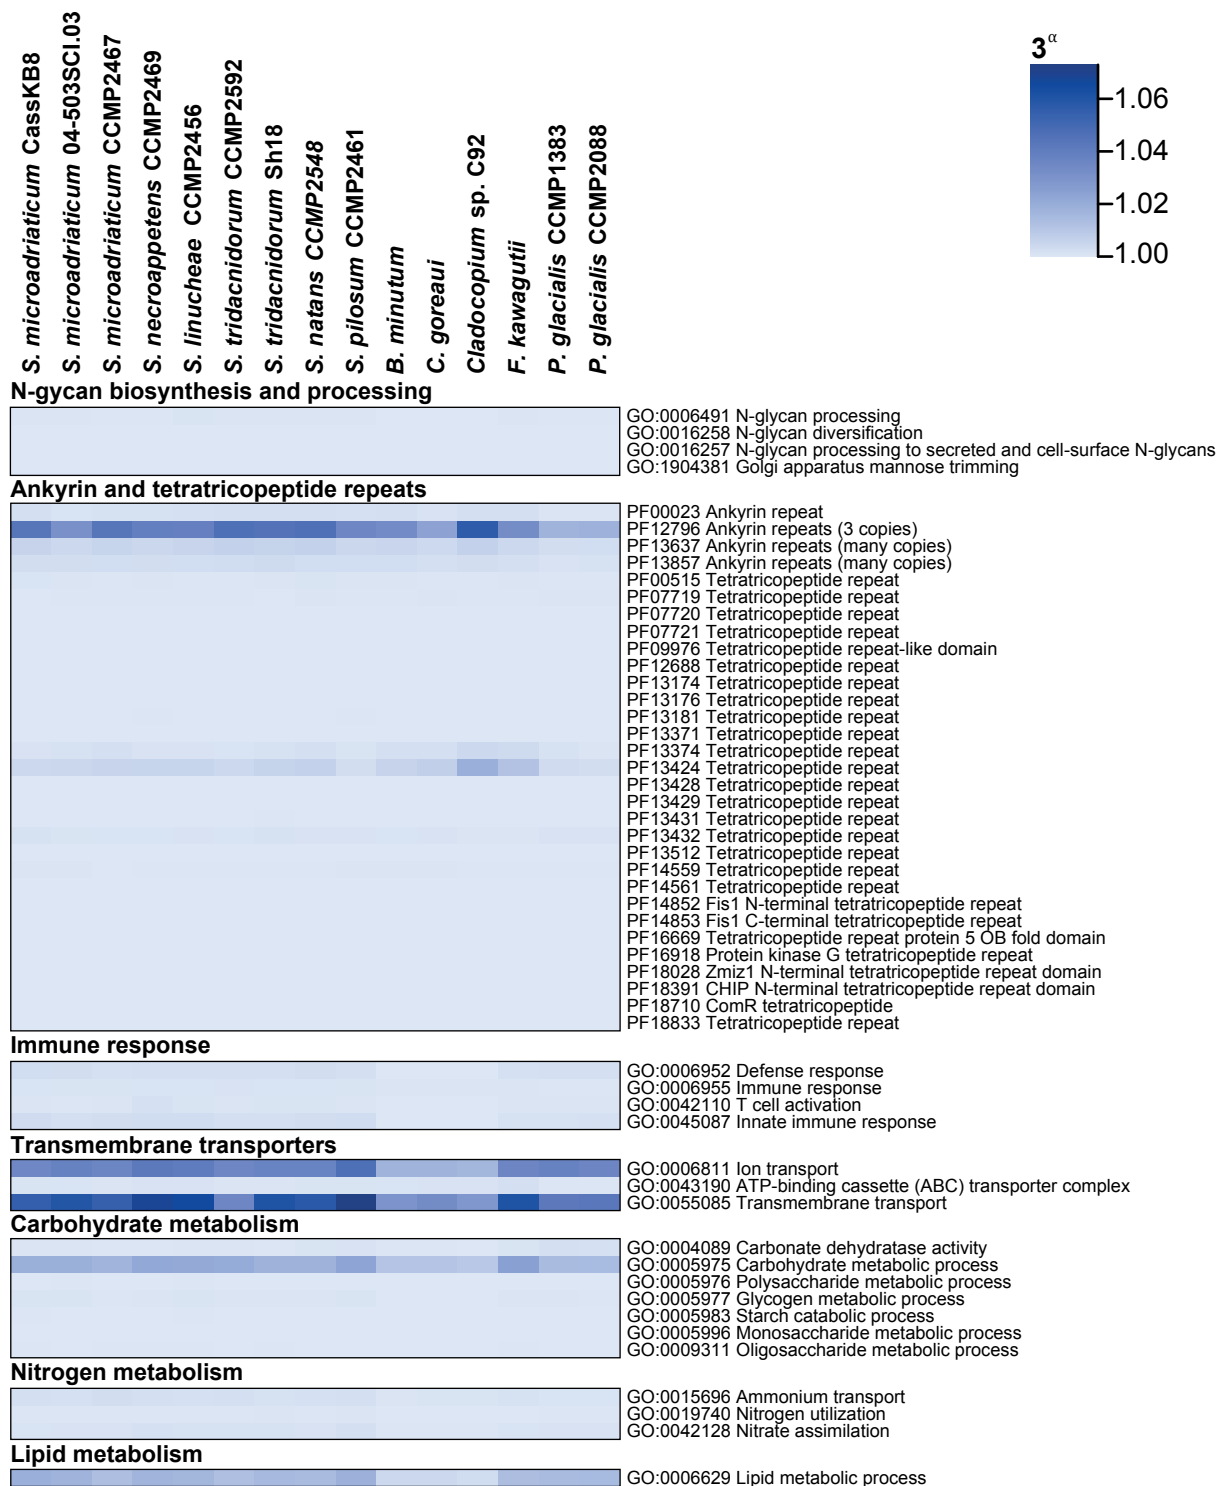 S. microadriaticum CassKB8
S. microadriaticum 04-503SCI.03
S. microadriaticum CCMP2467
S. necroappetens CCMP2469
S. linucheae CCMP2456
S. tridacnidorum CCMP2592
S. tridacnidorum Sh18
S. natans CCMP2548
S. pilosum CCMP2461
B. minutum
C. goreaui
Cladocopium sp. C92
F. kawagutii
P. glacialis CCMP1383
P. glacialis CCMP2088
3α
1.06
1.04
1.02
1.00
N-gycan biosynthesis and processing
GO:0006491 N-glycan processing
GO:0016258 N-glycan diversification
GO:0016257 N-glycan processing to secreted and cell-surface N-glycans
GO:1904381 Golgi apparatus mannose trimming
Ankyrin and tetratricopeptide repeats
PF00023 Ankyrin repeat
PF12796 Ankyrin repeats (3 copies)
PF13637 Ankyrin repeats (many copies)
PF13857 Ankyrin repeats (many copies)
PF00515 Tetratricopeptide repeat
PF07719 Tetratricopeptide repeat
PF07720 Tetratricopeptide repeat
PF07721 Tetratricopeptide repeat
PF09976 Tetratricopeptide repeat-like domain
PF12688 Tetratricopeptide repeat
PF13174 Tetratricopeptide repeat
PF13176 Tetratricopeptide repeat
PF13181 Tetratricopeptide repeat
PF13371 Tetratricopeptide repeat
PF13374 Tetratricopeptide repeat
PF13424 Tetratricopeptide repeat
PF13428 Tetratricopeptide repeat
PF13429 Tetratricopeptide repeat
PF13431 Tetratricopeptide repeat
PF13432 Tetratricopeptide repeat
PF13512 Tetratricopeptide repeat
PF14559 Tetratricopeptide repeat
PF14561 Tetratricopeptide repeat
PF14852 Fis1 N-terminal tetratricopeptide repeat
PF14853 Fis1 C-terminal tetratricopeptide repeat
PF16669 Tetratricopeptide repeat protein 5 OB fold domain
PF16918 Protein kinase G tetratricopeptide repeat
PF18028 Zmiz1 N-terminal tetratricopeptide repeat domain
PF18391 CHIP N-terminal tetratricopeptide repeat domain
PF18710 ComR tetratricopeptide
PF18833 Tetratricopeptide repeat
Immune response
GO:0006952 Defense response
GO:0006955 Immune response
GO:0042110 T cell activation
GO:0045087 Innate immune response
Transmembrane transporters
GO:0006811 Ion transport
GO:0043190 ATP-binding cassette (ABC) transporter complex
GO:0055085 Transmembrane transport
Carbohydrate metabolism
GO:0004089 Carbonate dehydratase activity
GO:0005975 Carbohydrate metabolic process
GO:0005976 Polysaccharide metabolic process
GO:0005977 Glycogen metabolic process
GO:0005983 Starch catabolic process
GO:0005996 Monosaccharide metabolic process
GO:0009311 Oligosaccharide metabolic process
Nitrogen metabolism
GO:0015696 Ammonium transport
GO:0019740 Nitrogen utilization
GO:0042128 Nitrate assimilation
Lipid metabolism
GO:0006629 Lipid metabolic process